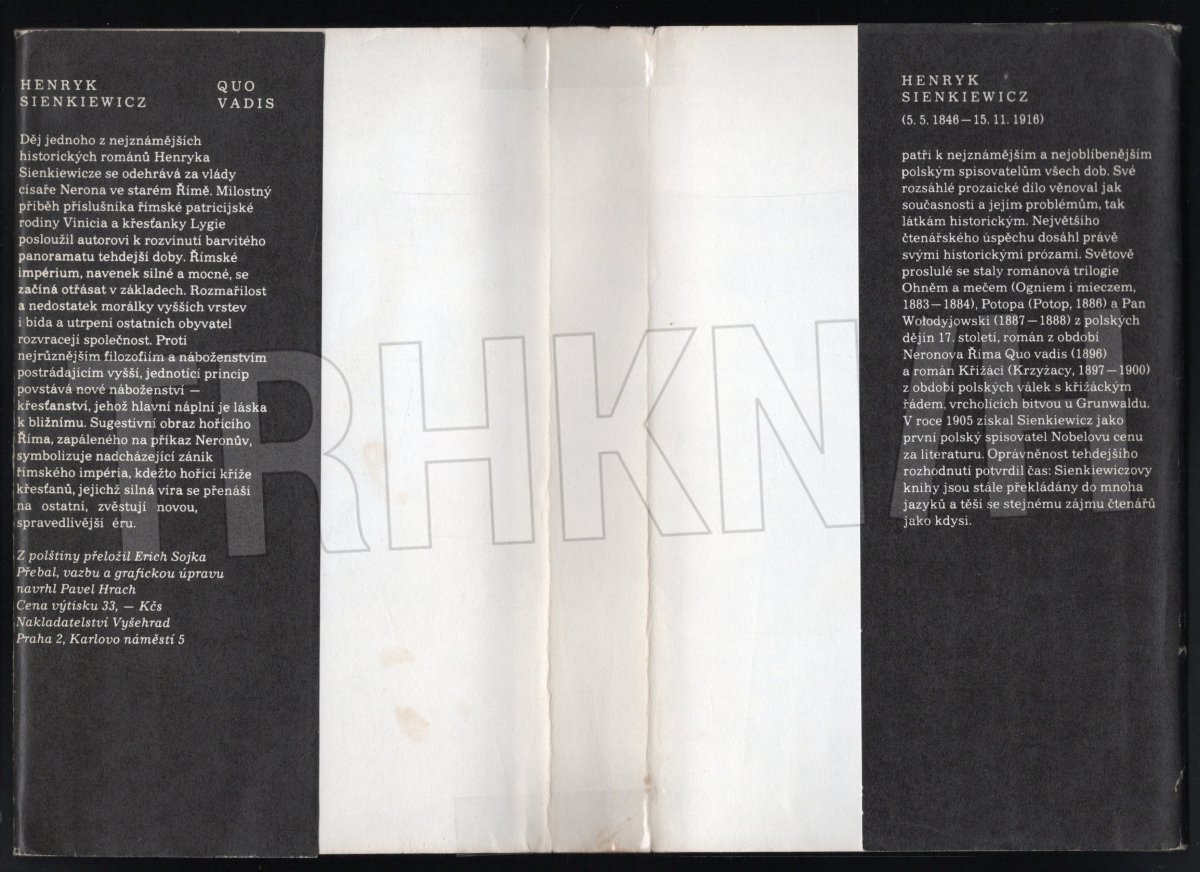 HENRYK QUO
SIENKIEWICZ VADIS
Děj jednoho z nejznámějších
historických románů Henryka
Sienkiewicze se odehrává za vlády
císaře Nerona ve starém Římě. Milostný
příběh příslušníka římské patricijské
rodiny Vinicia a křesťanky Lygie
posloužil autorovi k rozvinutí barvitého
panoramatu tehdejší doby. Římské
impérium, navenek silné a mocné, se
začíná otřásat v základech. Rozmařilost
a nedostatek morálky vyšších vrstev
i bída a utrpení ostatních obyvatel
rozvracejí společnost. Proti
nejrůznějším filozofiím a náboženstvím
postrádajícím vyšší, jednotící princip
povstává nové náboženství —
křesťanství, jehož hlavní náplní je láska
k bližnímu. Sugestivní obraz hořícího
Říma, zapáleného na příkaz Neronův,
symbolizuje nadcházející zánik
římského impéria, kdežto hořící kříže
křesťanů, jejichž silná víra se přenáší
na ostatní, zvěstují novou,
spravedlivější éru.
Z polštiny přeložil Erich Sojka
Přebal, vazbu a grafickou úpravu
navrhl Pavel Hrach
Cena výtisku 33, — Kčs
Nakladatelství Vyšehrad
Praha 2, Karlovo náměstí 5
HENRYK
SIENKIEWICZ
(5. 5. 1846 — 15. 11. 1916)
patří k nejznámějším a nejoblíbenějším
polským spisovatelům všech dob. Své
rozsáhlé prozaické dílo věnoval jak
současnosti a jejím problémům, tak
látkám historickým. Největšího
čtenářského úspěchu dosáhl právě
svými historickými prózami. Světově
proslulé se staly románová trilogie
Ohněm a mečem (Ogniem i mieczem,
1883 — 1884), Potopa (Potop, 1886) a Pan
Wołodyjowski (1887 — 1888) z polských
dějin 17. století, román z období
Neronova Říma Quo vadis (1896)
a román Křižáci (Krzyżacy, 1897 — 1900)
z období polských válek s křižáckým
řádem, vrcholících bitvou u Grunwaldu.
V roce 1905 získal Sienkiewicz jako
první polský spisovatel Nobelovu cenu
za literaturu. Oprávněnost tehdejšího
rozhodnutí potvrdil čas: Sienkiewiczovy
knihy jsou stále překládány do mnoha
jazyků a těší se stejnému zájmu čtenářů
jako kdysi.
TRHKNIH